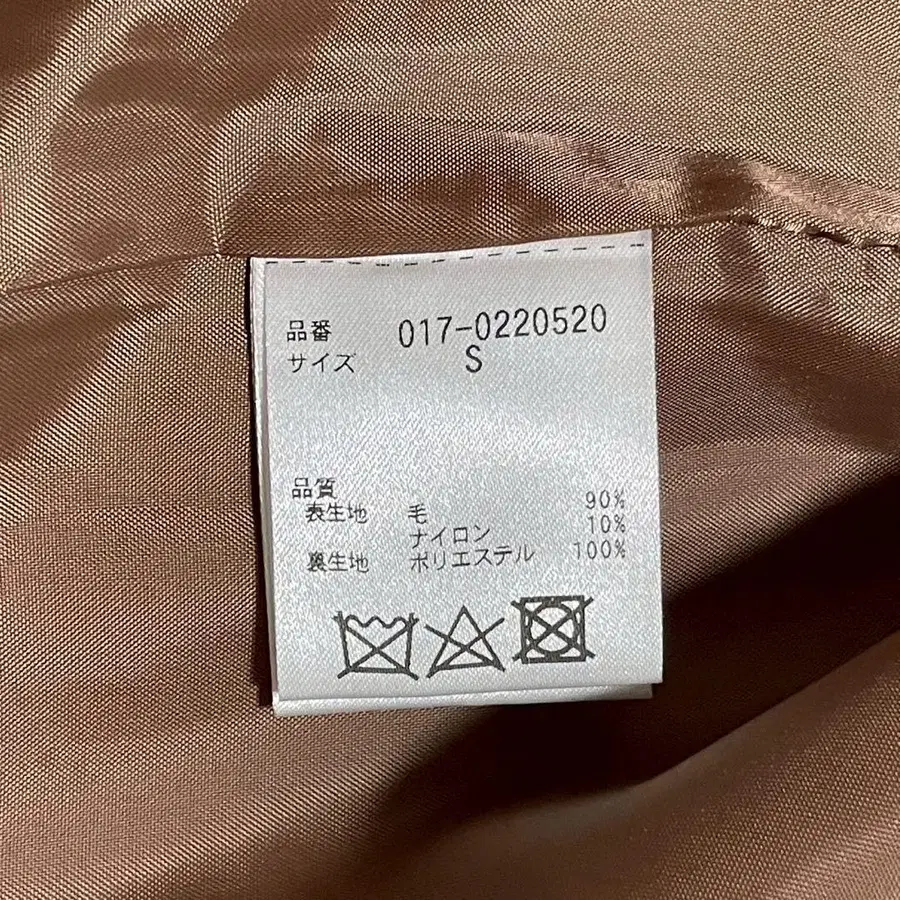 品番 017-0220520
サイズ S
品質
表生地 毛 90%
ナイロン 10%
裏生地 ポリエステル 100%